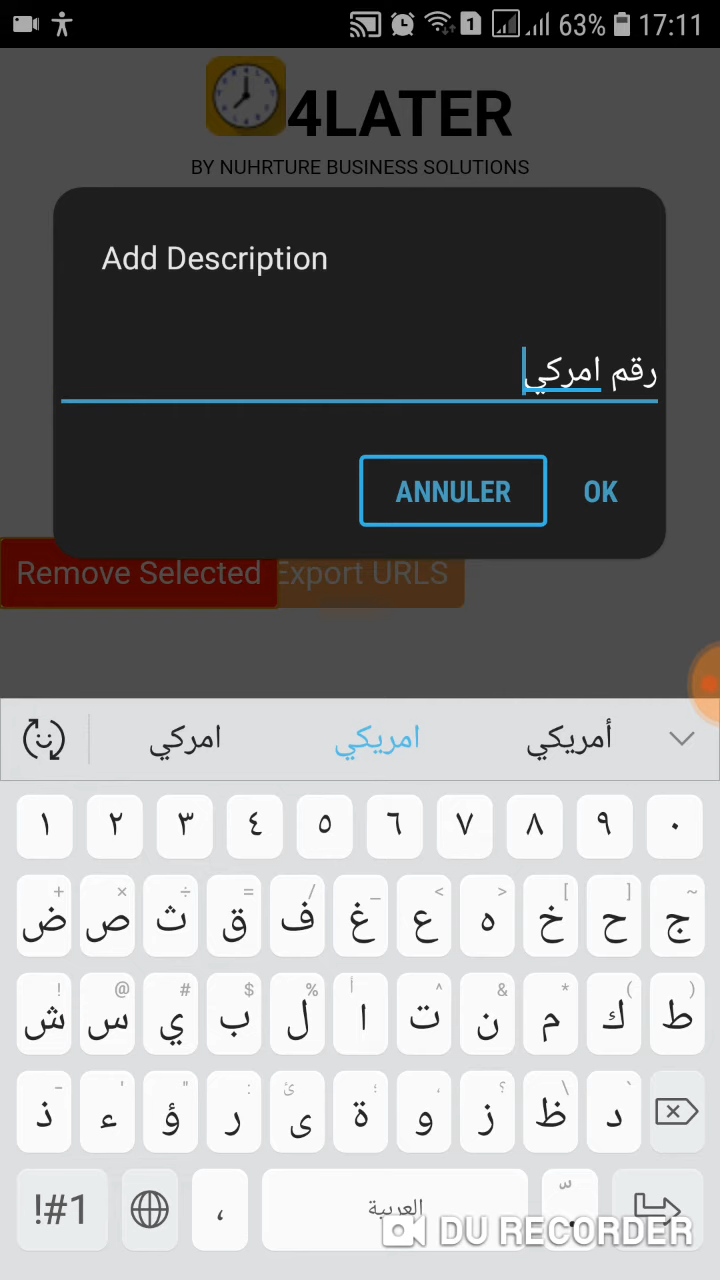 1 63% 17:11
4LATER
BY NUHRTURE BUSINESS SOLUTIONS
Add Description
رقم امركي
ANNULER OK
Remove Selected Export URLS
امركي امريكي أمريكي
١ ٢ ٣ ٤ ٥ ٦ ٧ ٨ ٩ ٠
+ × ÷ = / _ < > [ ] ~
ض ص ث ق ف غ ع ه خ ح ج
! @ # $ % أ ^ & * ( )
ش س ي ب ل ا ت ن م ك ط
- ' " : ئ ؛ ، ؟ \ `
ذ ء ؤ ر ى ة و ز ظ د
!#1 ، العربية .
DU RECORDER